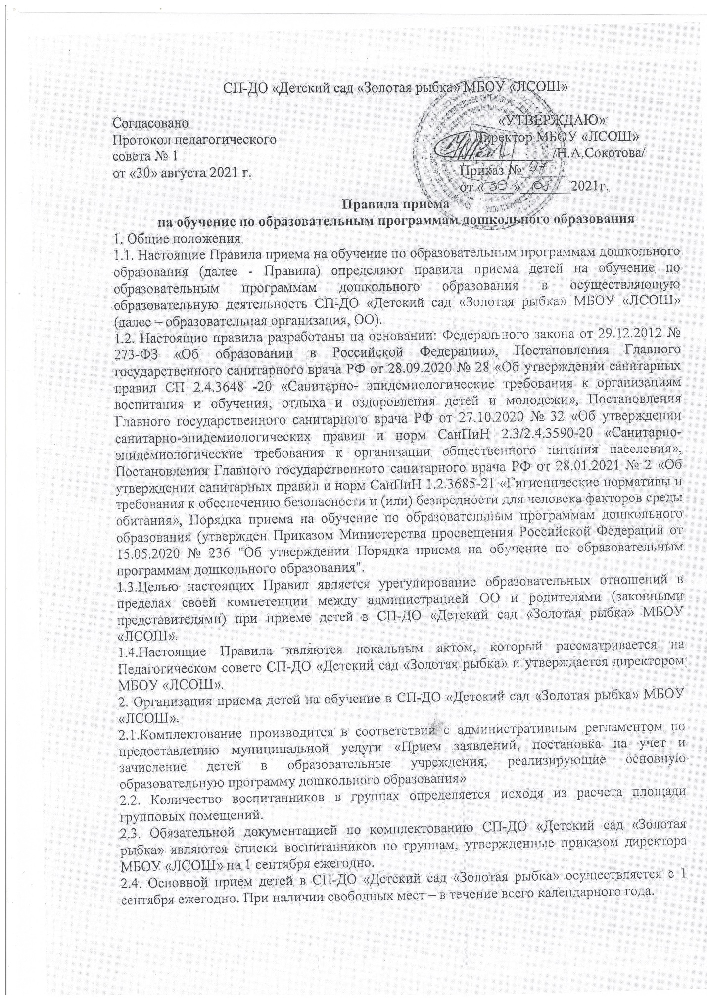 СП-ДО «Детский сад «Золотая рыбка» МБОУ «ЛСОШ»
Согласовано
Протокол педагогического
совета № 1
от «30» августа 2021 г.
«УТВЕРЖДАЮ»
Директор МБОУ «ЛСОШ»
/Н.А.Сокотова/
Приказ № 97
от «30» 2021г.
Правила приема
на обучение по образовательным программам дошкольного образования
1. Общие положения
1.1. Настоящие Правила приема на обучение по образовательным программам дошкольного
образования (далее - Правила) определяют правила приема детей на обучение по
образовательным программам дошкольного образования в осуществляющую
образовательную деятельность СП-ДО «Детский сад «Золотая рыбка» МБОУ «ЛСОШ»
(далее – образовательная организация, ОО).
1.2. Настоящие правила разработаны на основании: Федерального закона от 29.12.2012 №
273-ФЗ «Об образовании в Российской Федерации», Постановления Главного
государственного санитарного врача РФ от 28.09.2020 № 28 «Об утверждении санитарных
правил СП 2.4.3648 -20 «Санитарно- эпидемиологические требования к организациям
воспитания и обучения, отдыха и оздоровления детей и молодежи», Постановления
Главного государственного санитарного врача РФ от 27.10.2020 № 32 «Об утверждении
санитарно-эпидемиологических правил и норм СанПиН 2.3/2.4.3590-20 «Санитарно-
эпидемиологические требования к организации общественного питания населения»,
Постановления Главного государственного санитарного врача РФ от 28.01.2021 № 2 «Об
утверждении санитарных правил и норм СанПиН 1.2.3685-21 «Гигиенические нормативы и
требования к обеспечению безопасности и (или) безвредности для человека факторов среды
обитания», Порядка приема на обучение по образовательным программам дошкольного
образования (утвержден Приказом Министерства просвещения Российской Федерации от
15.05.2020 № 236 "Об утверждении Порядка приема на обучение по образовательным
программам дошкольного образования".
1.3.Целью настоящих Правил является урегулирование образовательных отношений в
пределах своей компетенции между администрацией ОО и родителями (законными
представителями) при приеме детей в СП-ДО «Детский сад «Золотая рыбка» МБОУ
«ЛСОШ».
1.4.Настоящие Правила являются локальным актом, который рассматривается на
Педагогическом совете СП-ДО «Детский сад «Золотая рыбка» и утверждается директором
МБОУ «ЛСОШ».
2. Организация приема детей на обучение в СП-ДО «Детский сад «Золотая рыбка» МБОУ
«ЛСОШ».
2.1.Комплектование производится в соответствии с административным регламентом по
предоставлению муниципальной услуги «Прием заявлений, постановка на учет и
зачисление детей в образовательные учреждения, реализирующие основную
образовательную программу дошкольного образования»
2.2. Количество воспитанников в группах определяется исходя из расчета площади
групповых помещений.
2.3. Обязательной документацией по комплектованию СП-ДО «Детский сад «Золотая
рыбка» являются списки воспитанников по группам, утвержденные приказом директора
МБОУ «ЛСОШ» на 1 сентября ежегодно.
2.4. Основной прием детей в СП-ДО «Детский сад «Золотая рыбка» осуществляется с 1
сентября ежегодно. При наличии свободных мест – в течение всего календарного года.